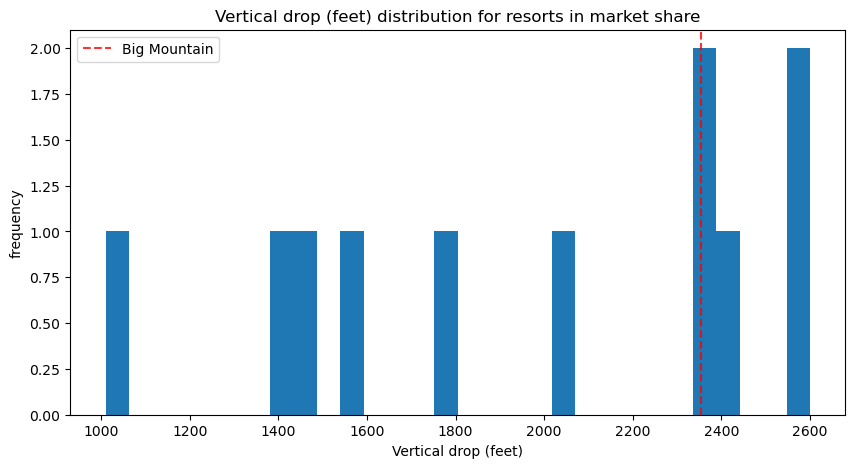 Vertical drop (feet) distribution for resorts in market share
Big Mountain
frequency
2.00
1.75
1.50
1.25
1.00
0.75
0.50
0.25
0.00
1000 1200 1400 1600 1800 2000 2200 2400 2600
Vertical drop (feet)